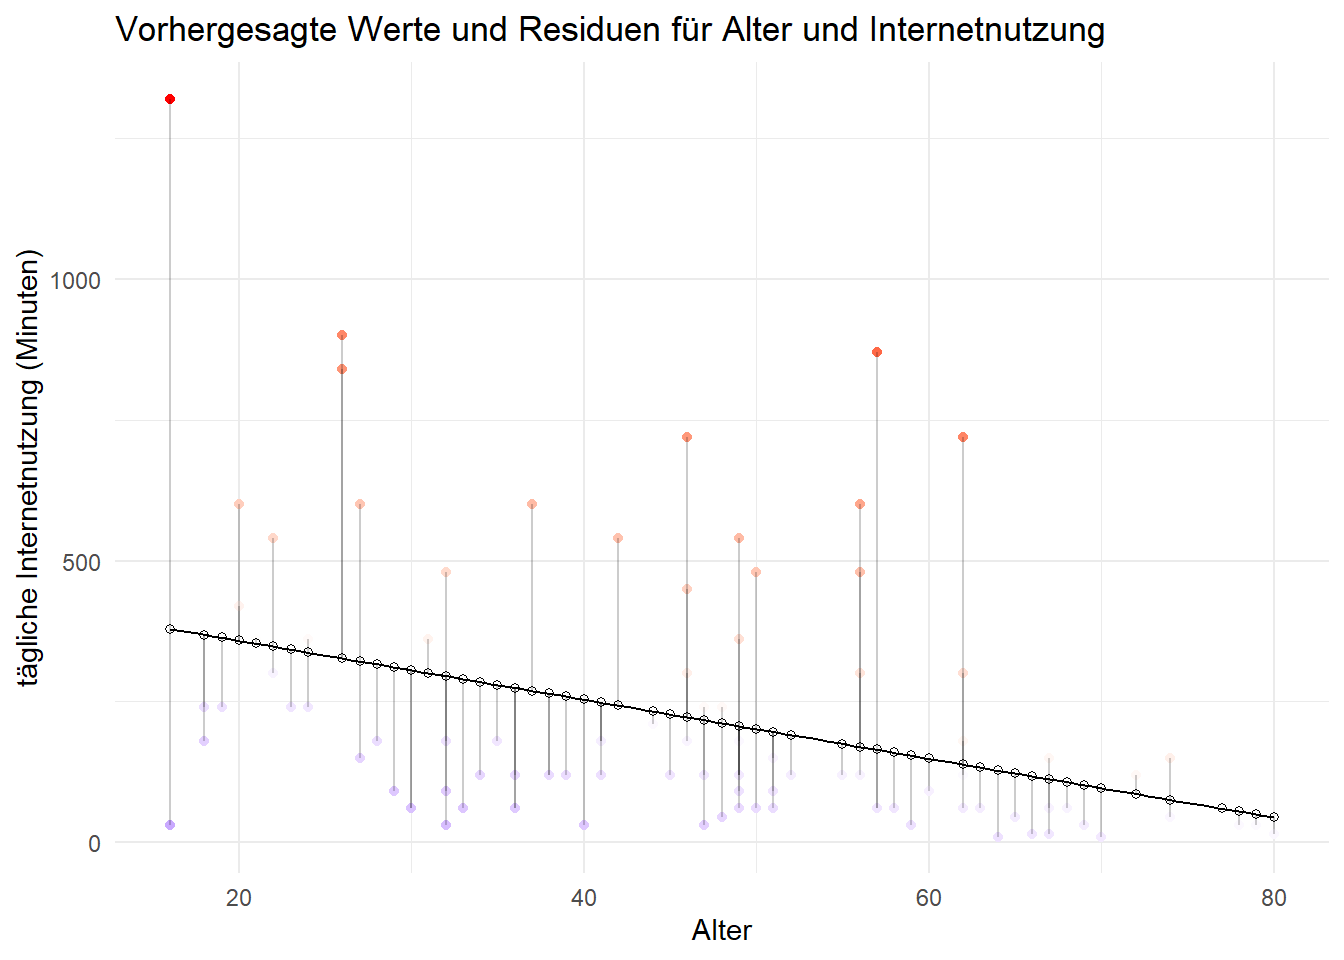 Vorhergesagte Werte und Residuen für Alter und Internetnutzung
tägliche Internetnutzung (Minuten)
1000
500
0
20
40
60
80
Alter